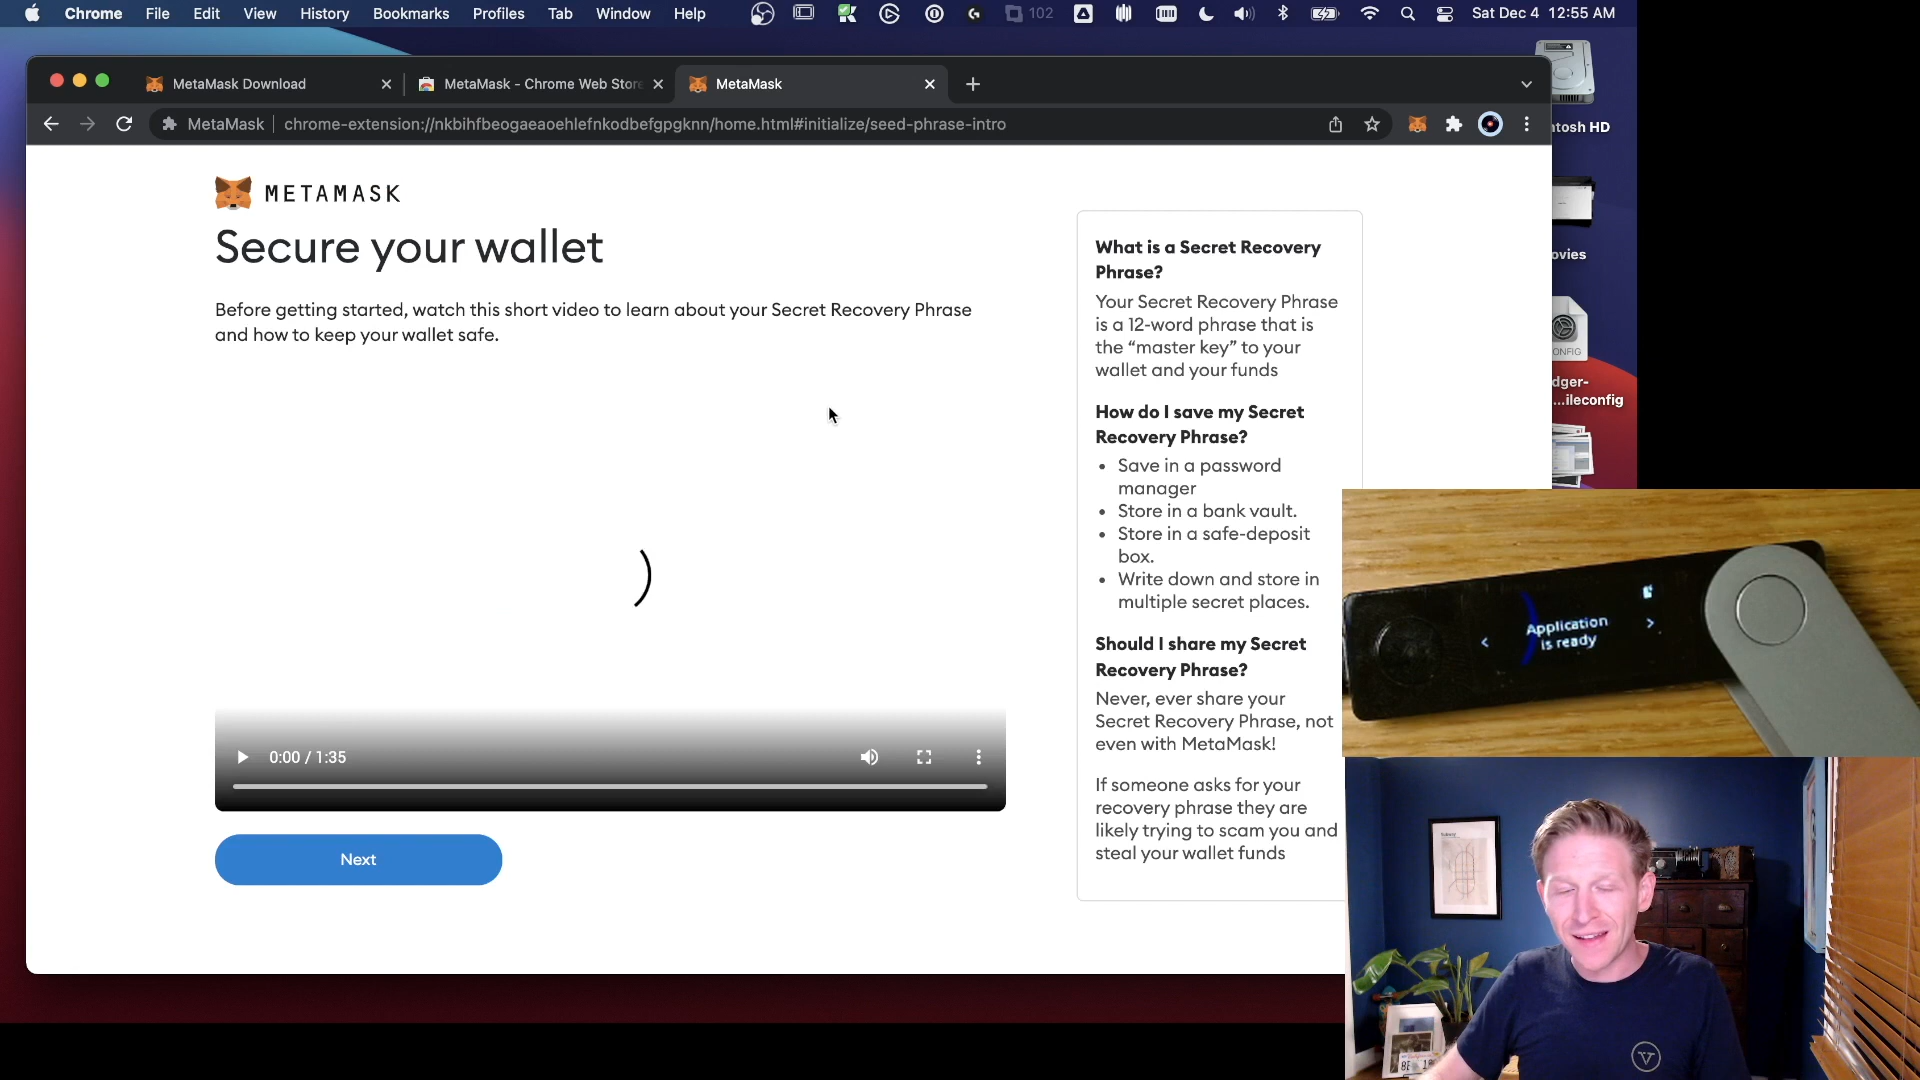 Chrome File Edit View History Bookmarks Profiles Tab Window Help 102 Sat Dec 4 12:55 AM
MetaMask Download
MetaMask - Chrome Web Store
MetaMask
MetaMask chrome-extension://nkbihfbeogaeaoehlefnkodbefgpgknn/home.html#initialize/seed-phrase-intro
ntosh HD
ovies
ONFIG
dger-
...ileconfig
METAMASK
Secure your wallet
Before getting started, watch this short video to learn about your Secret Recovery Phrase
and how to keep your wallet safe.
0:00 / 1:35
Next
What is a Secret Recovery
Phrase?
Your Secret Recovery Phrase
is a 12-word phrase that is
the “master key” to your
wallet and your funds
How do I save my Secret
Recovery Phrase?
• Save in a password
manager
• Store in a bank vault.
• Store in a safe-deposit
box.
• Write down and store in
multiple secret places.
Should I share my Secret
Recovery Phrase?
Never, ever share your
Secret Recovery Phrase, not
even with MetaMask!
If someone asks for your
recovery phrase they are
likely trying to scam you and
steal your wallet funds
Application
is ready
V